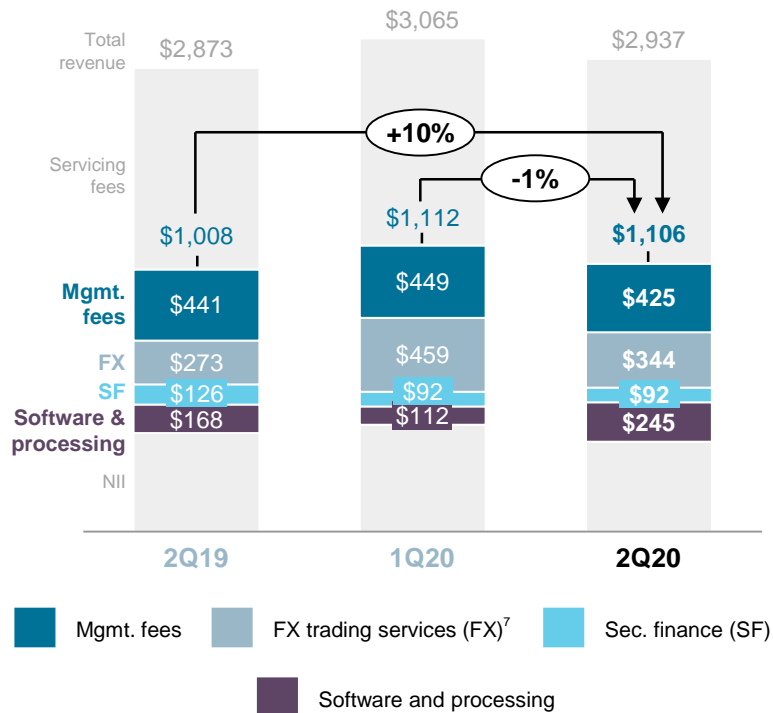 Total
revenue
$2,873
$3,065
$2,937
+10%
Servicing
fees
-1%
$1,008
$1,112
$1,106
Mgmt.
fees
$441
$449
$425
FX
$273
$459
$344
SF
$126
$92
$92
Software &
processing
$168
$112
$245
NII
2Q19
1Q20
2Q20
Mgmt. fees
FX trading services (FX)7
Sec. finance (SF)
Software and processing